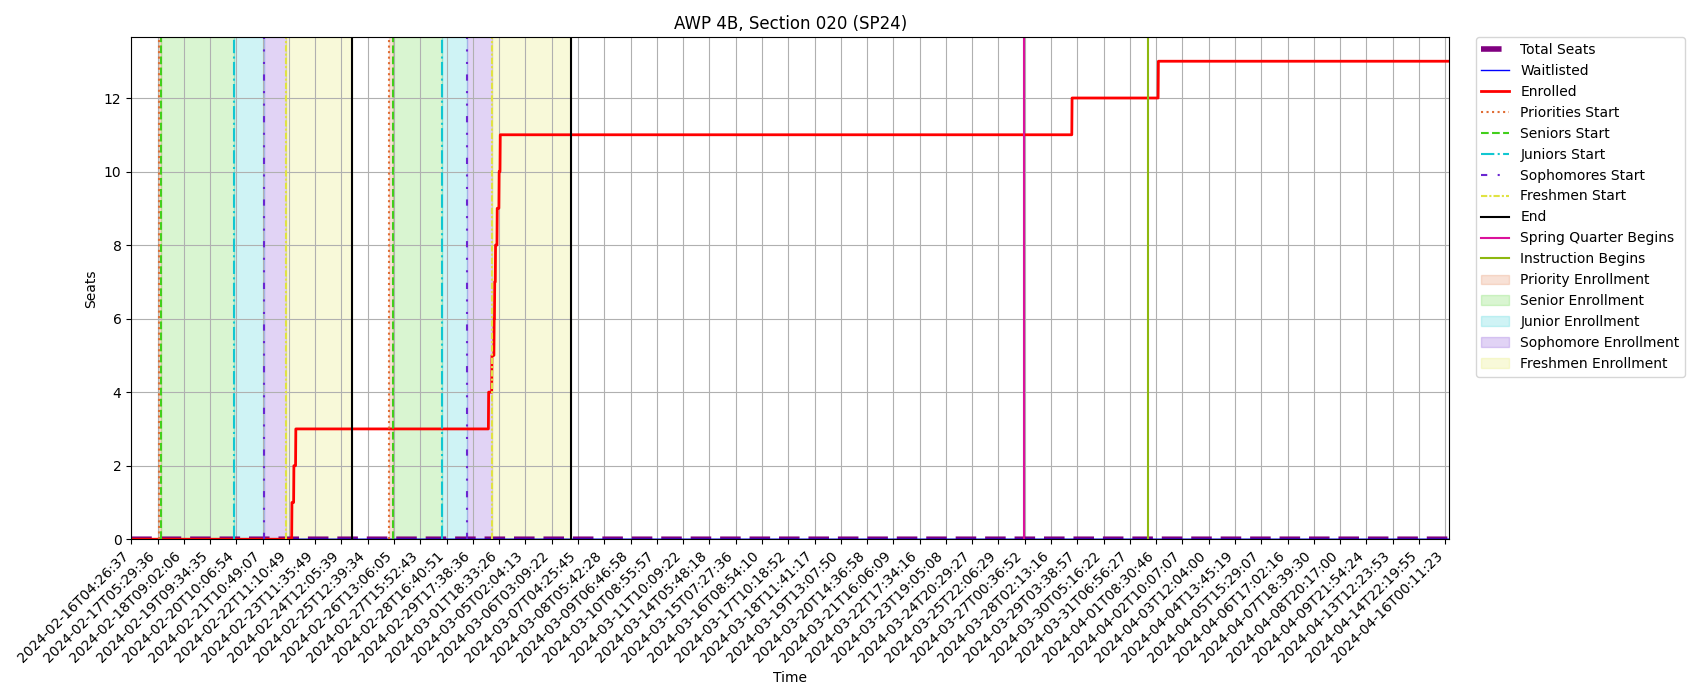 AWP 4B, Section 020 (SP24)
Seats
12
10
8
6
4
2
0
2024-02-16T04:26:37
2024-02-17T05:29:36
2024-02-18T09:02:06
2024-02-19T09:34:35
2024-02-20T10:06:54
2024-02-21T10:49:07
2024-02-22T11:10:49
2024-02-23T11:35:49
2024-02-24T12:05:39
2024-02-25T12:39:34
2024-02-26T13:06:05
2024-02-27T15:52:43
2024-02-28T16:40:51
2024-02-29T17:38:36
2024-03-01T18:33:26
2024-03-05T02:04:13
2024-03-06T03:09:22
2024-03-07T04:25:45
2024-03-08T05:42:28
2024-03-09T06:46:58
2024-03-10T08:55:57
2024-03-11T10:09:22
2024-03-14T05:48:18
2024-03-15T07:27:36
2024-03-16T08:54:10
2024-03-17T10:18:52
2024-03-18T11:41:17
2024-03-19T13:07:50
2024-03-20T14:36:58
2024-03-21T16:06:09
2024-03-22T17:34:16
2024-03-23T19:05:08
2024-03-24T20:29:27
2024-03-25T22:06:29
2024-03-27T00:36:52
2024-03-28T02:13:16
2024-03-29T03:38:57
2024-03-30T05:16:22
2024-03-31T06:56:27
2024-04-01T08:30:46
2024-04-02T10:07:07
2024-04-03T12:04:00
2024-04-04T13:45:19
2024-04-05T15:29:07
2024-04-06T17:02:16
2024-04-07T18:39:30
2024-04-08T20:17:00
2024-04-09T21:54:24
2024-04-13T12:23:53
2024-04-14T22:19:55
2024-04-16T00:11:23
Time
Total Seats
Waitlisted
Enrolled
Priorities Start
Seniors Start
Juniors Start
Sophomores Start
Freshmen Start
End
Spring Quarter Begins
Instruction Begins
Priority Enrollment
Senior Enrollment
Junior Enrollment
Sophomore Enrollment
Freshmen Enrollment